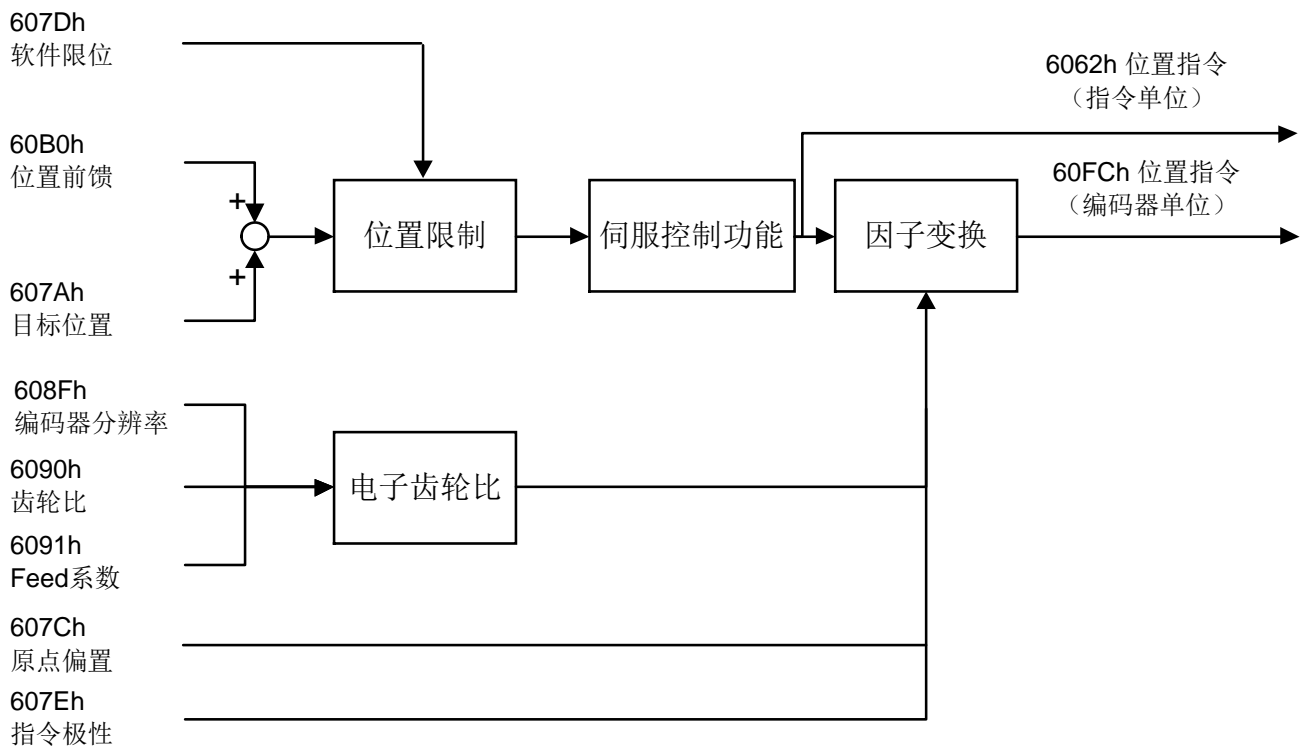 607Dh
软件限位
6062h 位置指令
（指令单位）
60B0h
位置前馈
60FCh 位置指令
（编码器单位）
+
位置限制
伺服控制功能
因子变换
+
607Ah
目标位置
608Fh
编码器分辨率
6090h
齿轮比
电子齿轮比
6091h
Feed系数
607Ch
原点偏置
607Eh
指令极性